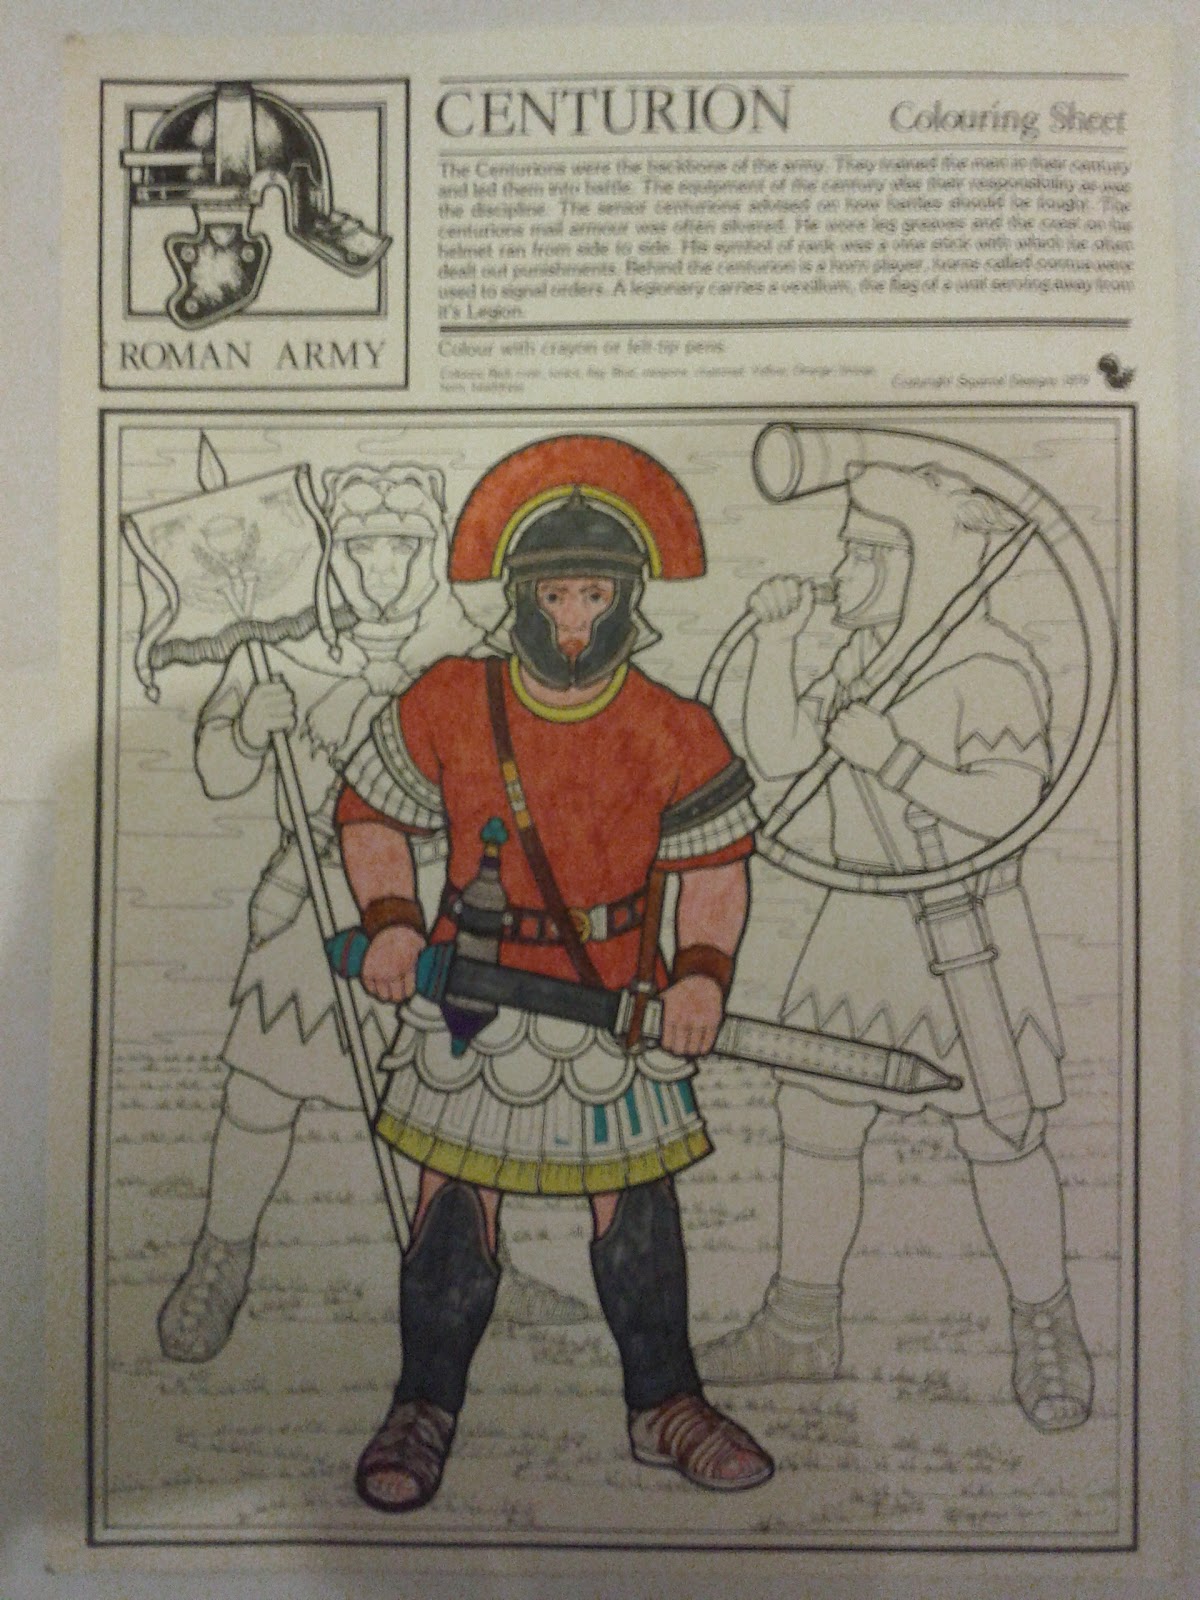 CENTURION
Colouring Sheet
The Centurions were the backbone of the army. They trained the men in their century
and led them into battle. The equipment of the century was their responsibility as was
the discipline. The senior centurions advised on how battles should be fought. The
centurions mail armour was often silvered. He wore leg greaves and the crest on his
helmet ran from side to side. His symbol of rank was a vine stick with which he often
dealt out punishments. Behind the centurion is a horn player, horns called cornus were
used to signal orders. A legionary carries a vexillum, the flag of a unit serving away from
it's Legion.
ROMAN ARMY
Colour with crayon or felt-tip pens.
Copyright Squirrel Designs